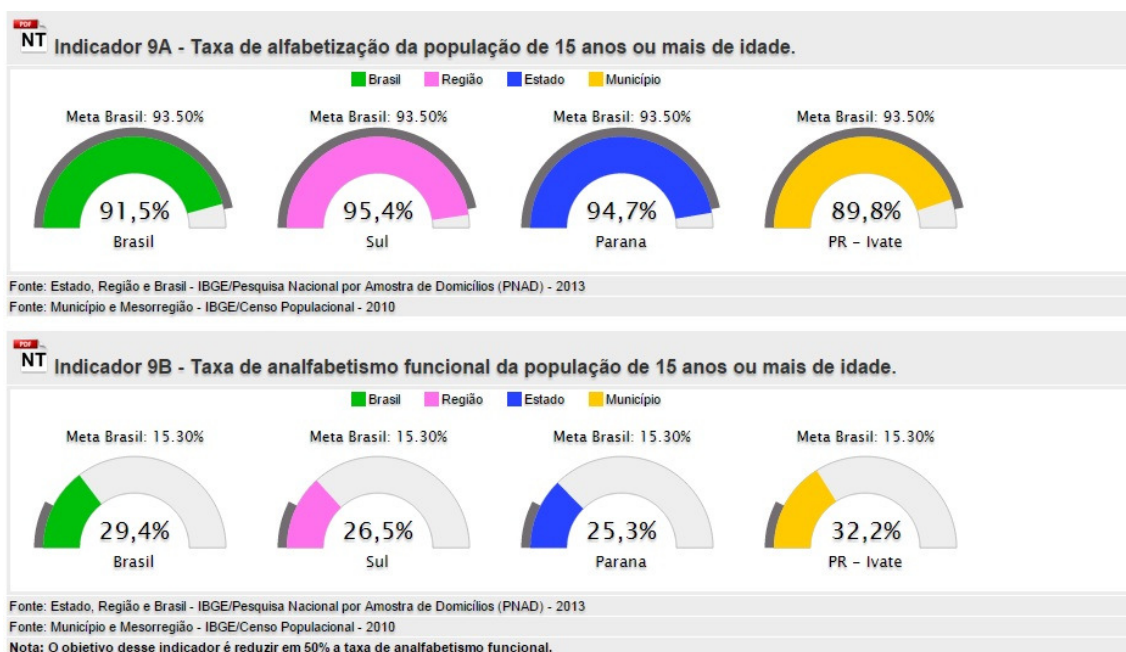 PDF
NT
Indicador 9A - Taxa de alfabetização da população de 15 anos ou mais de idade.
Brasil Região Estado Município
Meta Brasil: 93.50% Meta Brasil: 93.50% Meta Brasil: 93.50% Meta Brasil: 93.50%
91,5% 95,4% 94,7% 89,8%
Brasil Sul Parana PR - Ivate
Fonte: Estado, Região e Brasil - IBGE/Pesquisa Nacional por Amostra de Domicílios (PNAD) - 2013
Fonte: Município e Mesorregião - IBGE/Censo Populacional - 2010
PDF
NT
Indicador 9B - Taxa de analfabetismo funcional da população de 15 anos ou mais de idade.
Brasil Região Estado Município
Meta Brasil: 15.30% Meta Brasil: 15.30% Meta Brasil: 15.30% Meta Brasil: 15.30%
29,4% 26,5% 25,3% 32,2%
Brasil Sul Parana PR - Ivate
Fonte: Estado, Região e Brasil - IBGE/Pesquisa Nacional por Amostra de Domicílios (PNAD) - 2013
Fonte: Município e Mesorregião - IBGE/Censo Populacional - 2010
Nota: O objetivo desse indicador é reduzir em 50% a taxa de analfabetismo funcional.